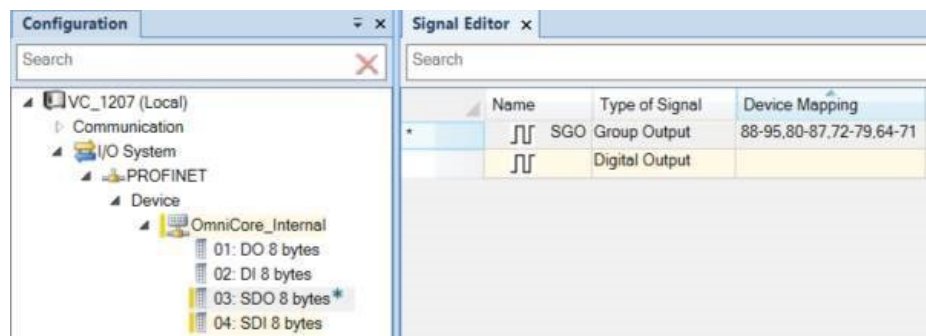 Configuration
Search
VC_1207 (Local)
Communication
I/O System
PROFINET
Device
OmniCore_Internal
01: DO 8 bytes
02: DI 8 bytes
03: SDO 8 bytes*
04: SDI 8 bytes
Signal Editor x
Search
Name Type of Signal Device Mapping
* SGO Group Output 88-95,80-87,72-79,64-71
Digital Output